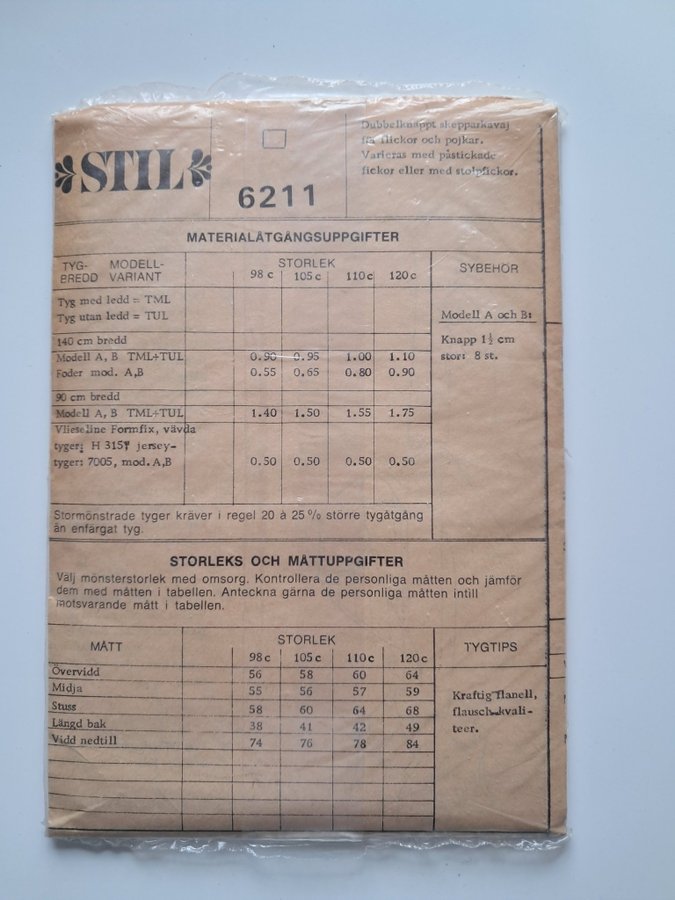 STIL
6211
Dubbelknäppt skepparkavaj
för flickor och pojkar.
Varieras med påstickade
fickor eller med stolpfickor.
MATERIALÅTGÅNGSUPPGIFTER
TYG- MODELL- STORLEK SYBEHÖR
BREDD VARIANT 98 c 105 c 110 c 120 c
Tyg med ledd = TML
Tyg utan ledd = TUL Modell A och B:
140 cm bredd Knapp 1½ cm
Modell A, B TML+TUL 0.90 0.95 1.00 1.10 stor: 8 st.
Foder mod. A,B 0.55 0.65 0.80 0.90
90 cm bredd
Modell A, B TML+TUL 1.40 1.50 1.55 1.75
Vlieseline Formfix, vävda
tyger: H 3157 jersey-
tyger: 7005, mod. A,B 0.50 0.50 0.50 0.50
Stormönstrade tyger kräver i regel 20 à 25 % större tygåtgång
än enfärgat tyg.
STORLEKS OCH MÅTTUPPGIFTER
Välj mönsterstorlek med omsorg. Kontrollera de personliga måtten och jämför
dem med måtten i tabellen. Anteckna gärna de personliga måtten intill
motsvarande mått i tabellen.
MÅTT STORLEK TYGTIPS
98 c 105 c 110 c 120 c
Övervidd 56 58 60 64
Midja 55 56 57 59 Kraftig flanell,
Stuss 58 60 64 68 flauschkvali-
Längd bak 38 41 42 49 teer.
Vidd nedtill 74 76 78 84